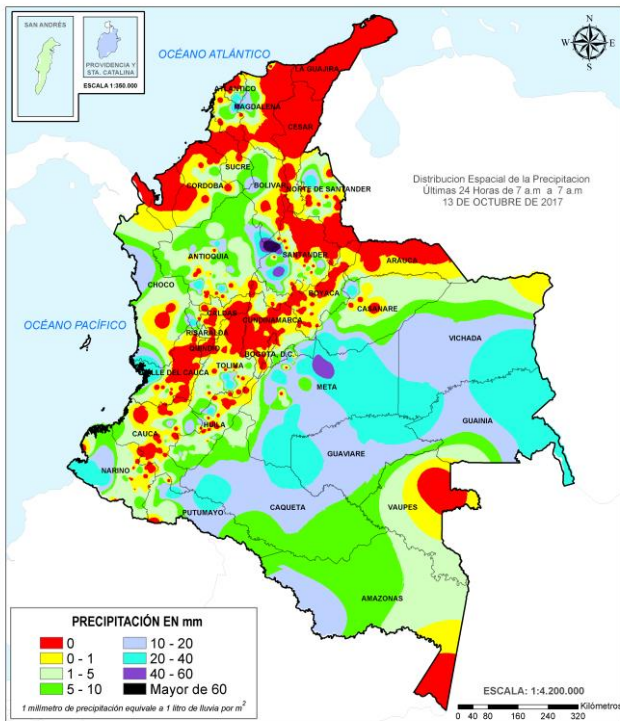 SAN ANDRÉS
PROVIDENCIA Y
STA. CATALINA
ESCALA 1:350.000
OCÉANO ATLÁNTICO
N
W
E
S
LA GUAJIRA
ATLANTICO
MAGDALENA
CESAR
SUCRE
CORDOBA
BOLIVAR
NORTE DE SANTANDER
Distribucion Espacial de la Precipitacion
Últimas 24 Horas de 7 a.m a 7 a.m
13 DE OCTUBRE DE 2017
ANTIOQUIA
SANTANDER
ARAUCA
CHOCO
BOYACA
CASANARE
CALDAS
CUNDINAMARCA
OCÉANO PACÍFICO
RISARALDA
VICHADA
QUINDIO
BOGOTA, D.C.
TOLIMA
VALLE DEL CAUCA
META
GUAINIA
CAUCA
HUILA
GUAVIARE
NARIÑO
VAUPES
PUTUMAYO
CAQUETA
AMAZONAS
PRECIPITACIÓN EN mm
0
10 - 20
0 - 1
20 - 40
1 - 5
40 - 60
5 - 10
Mayor de 60
1 milimetro de precipitación equivale a 1 litro de lluvia por m2
ESCALA: 1:4.200.000
Kilómetros
0 40 80 160 240 320